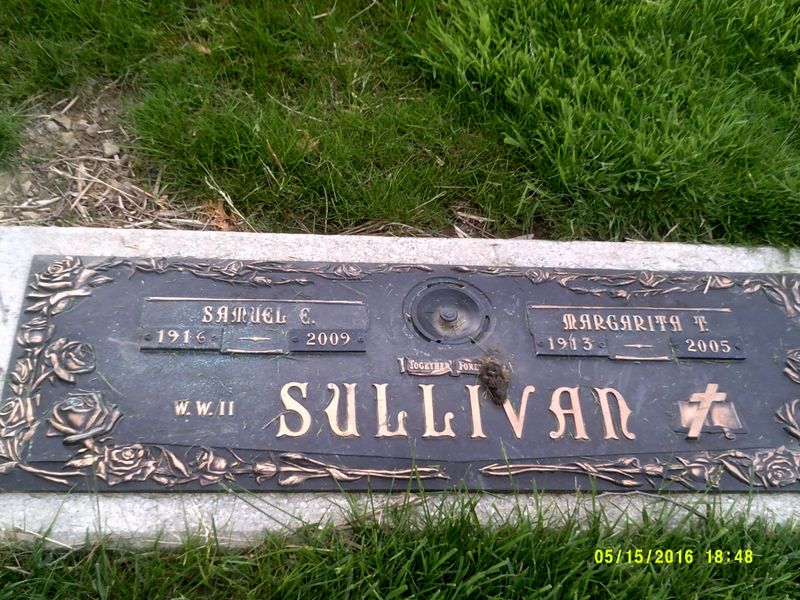 SAMUEL E.
1916 – 2009
MARGARITA T.
1913 – 2005
TOGETHER
W.W. II
SULLIVAN
05/15/2016 18:48